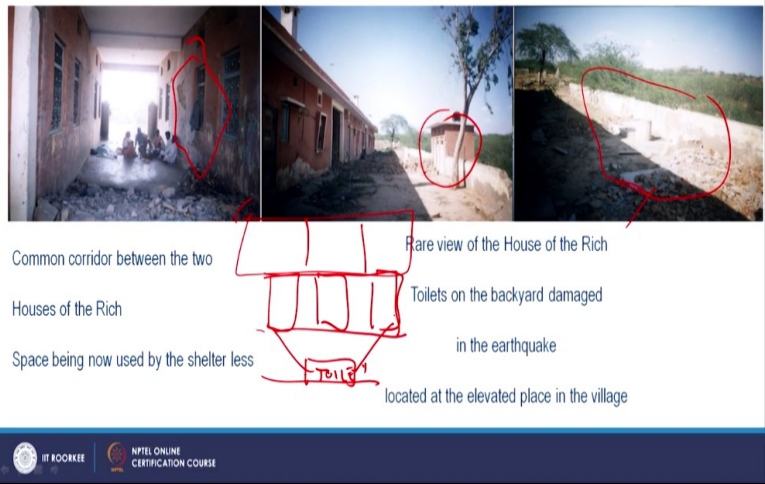 Common corridor between the two
Houses of the Rich
Space being now used by the shelter less
Rare view of the House of the Rich
Toilets on the backyard damaged
in the earthquake
located at the elevated place in the village
IIT ROORKEE
NPTEL ONLINE
CERTIFICATION COURSE